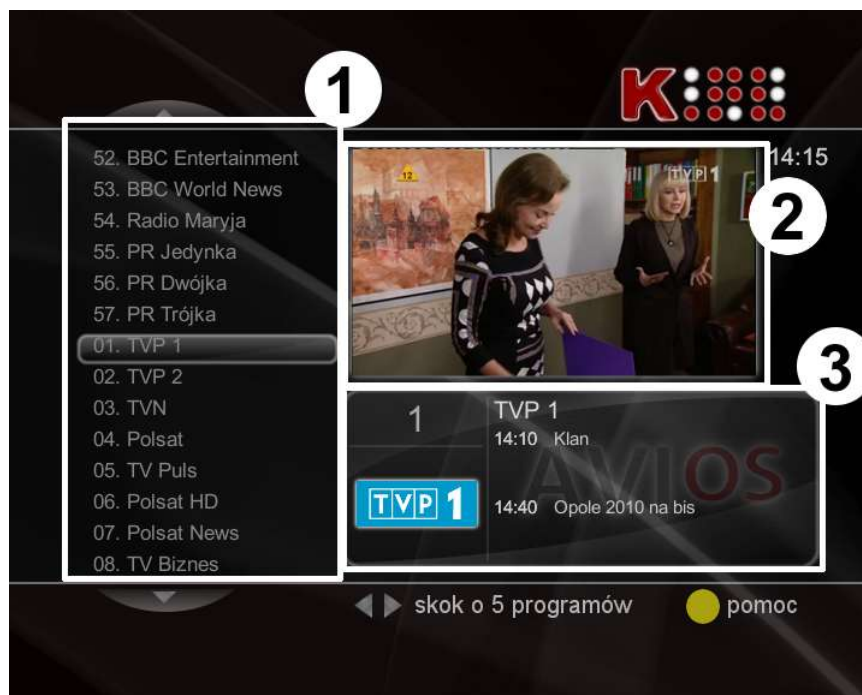 1
K
52. BBC Entertainment
53. BBC World News
54. Radio Maryja
55. PR Jedynka
56. PR Dwójka
57. PR Trójka
01. TVP 1
02. TVP 2
03. TVN
04. Polsat
05. TV Puls
06. Polsat HD
07. Polsat News
08. TV Biznes
14:15
12
TVP 1
2
3
1
TVP 1
14:10 Klan
AVIOS
TVP 1
14:40 Opole 2010 na bis
skok o 5 programów
pomoc